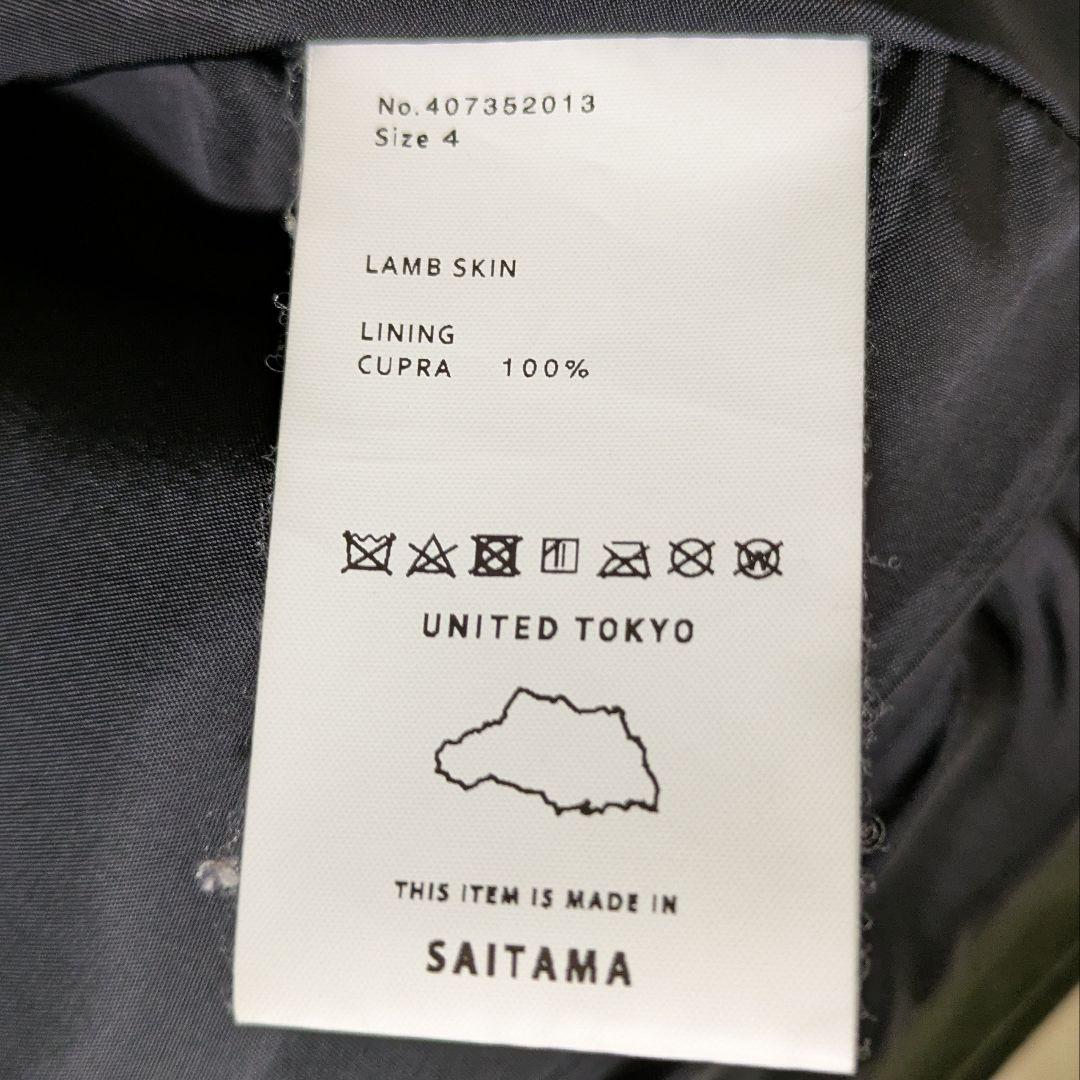 No.407352013
Size 4
LAMB SKIN
LINING
CUPRA 100%
W
UNITED TOKYO
THIS ITEM IS MADE IN
SAITAMA